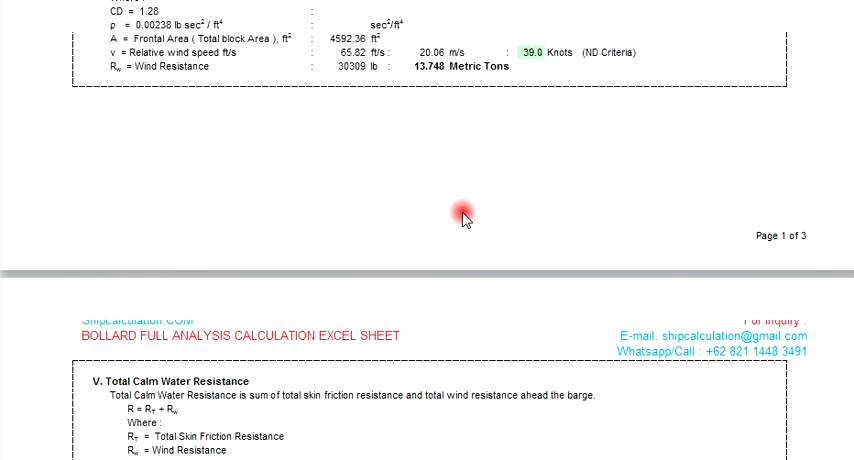 CD = 1.28 :
ρ = 0.00238 lb sec² / ft⁴ sec²/ft⁴
A = Frontal Area ( Total block Area ), ft² : 4592.36 ft²
v = Relative wind speed ft/s : 65.82 ft/s : 20.06 m/s : 39.0 Knots (ND Criteria)
Rw = Wind Resistance : 30309 lb : 13.748 Metric Tons
Page 1 of 3
Shipcalculation.COM For Inquiry :
BOLLARD FULL ANALYSIS CALCULATION EXCEL SHEET E-mail: shipcalculation@gmail.com
Whatsapp/Call : +62 821 1448 3491
V. Total Calm Water Resistance
Total Calm Water Resistance is sum of total skin friction resistance and total wind resistance ahead the barge.
R = RT + Rw
Where :
RT = Total Skin Friction Resistance
Rw = Wind Resistance